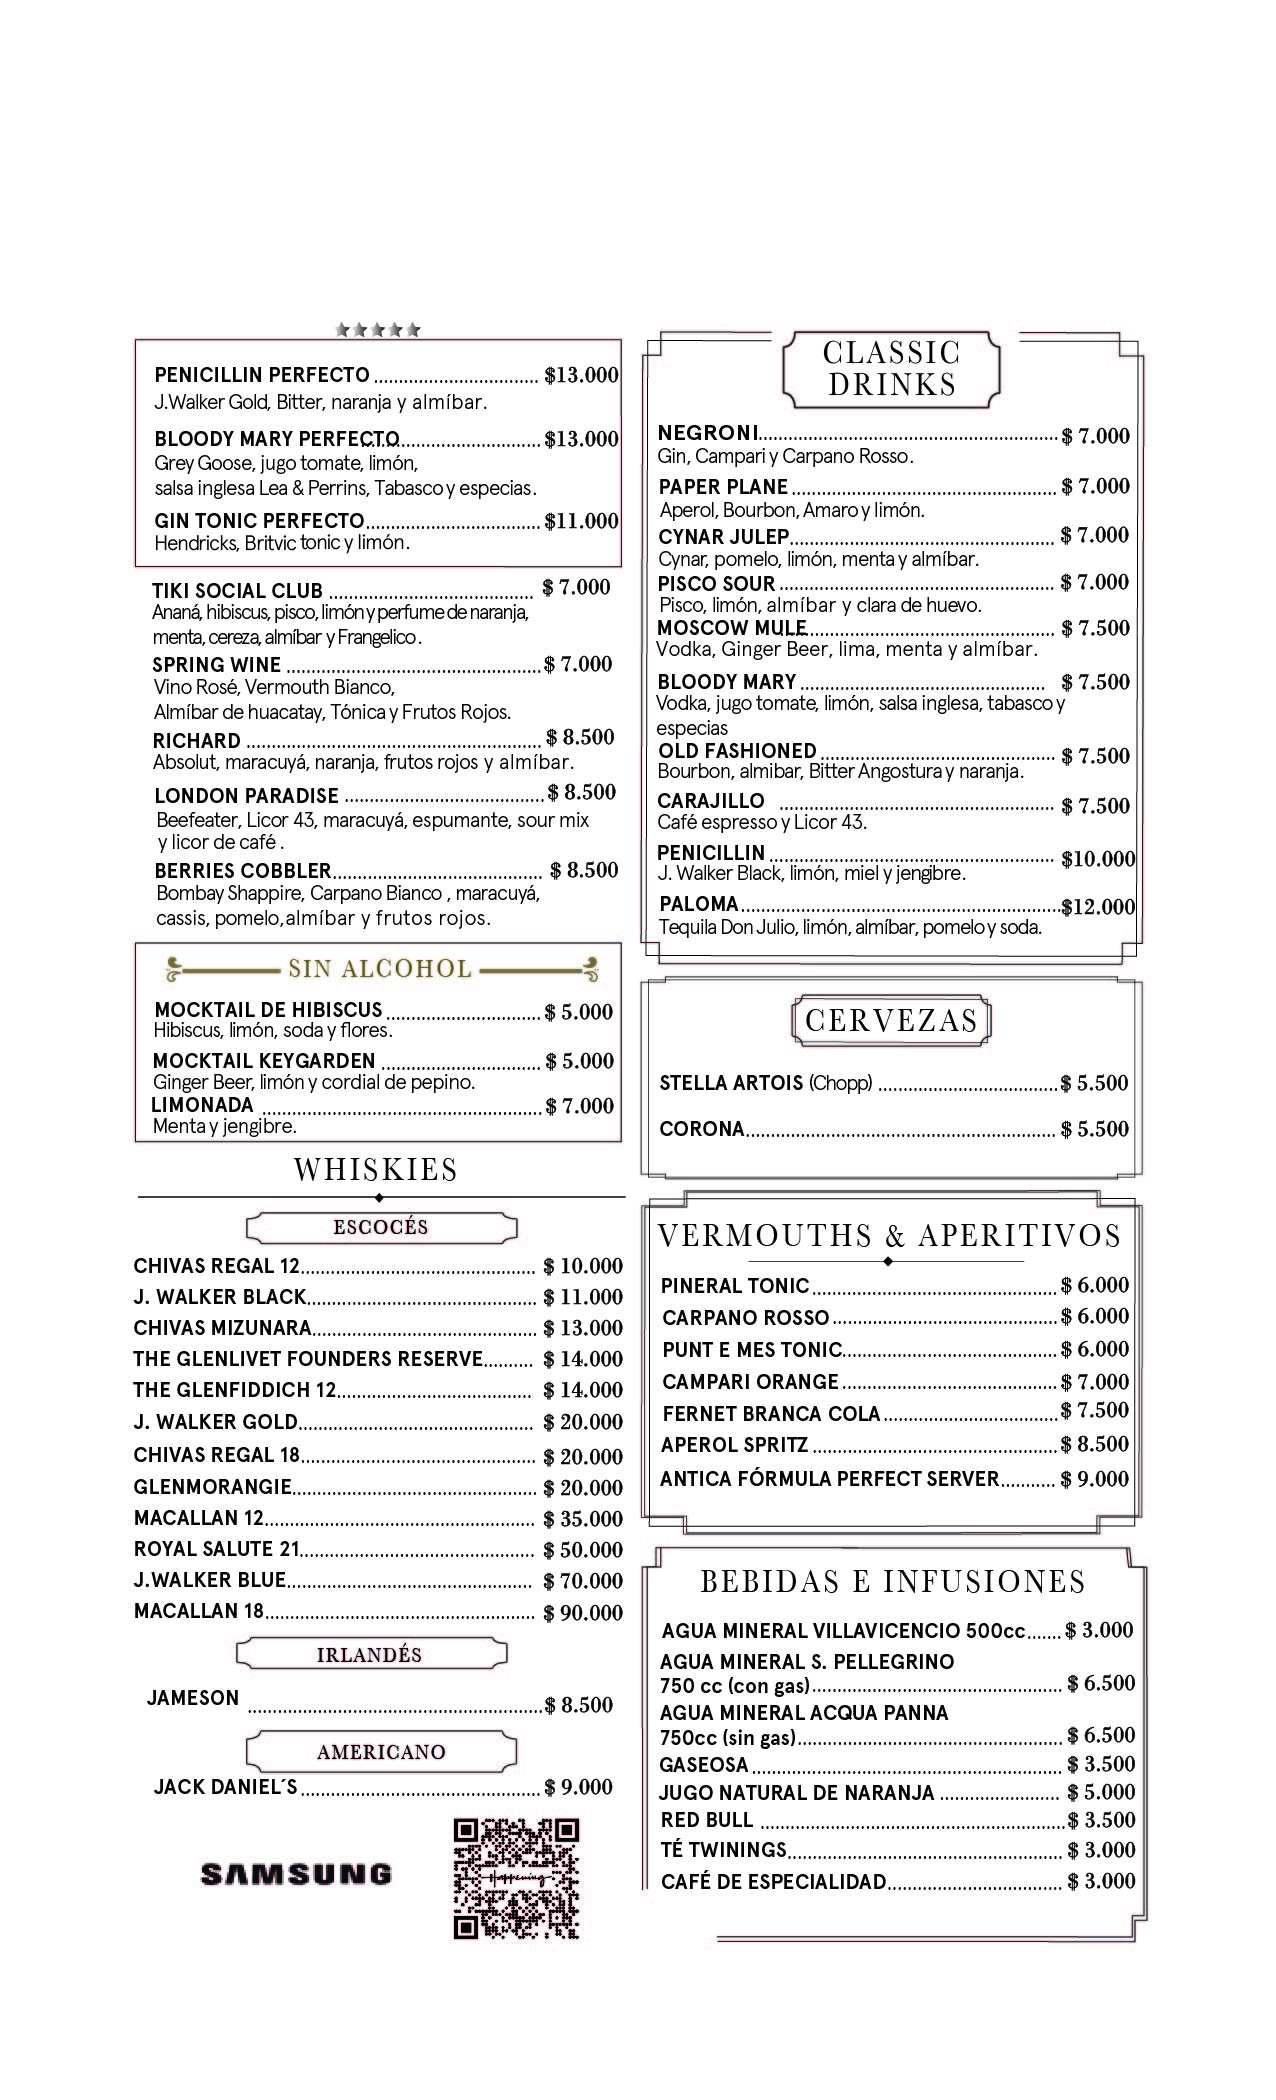 PENICILLIN PERFECTO ................................. $13.000
J.Walker Gold, Bitter, naranja y almíbar.
BLOODY MARY PERFECTO ............................ $13.000
Grey Goose, jugo tomate, limón,
salsa inglesa Lea & Perrins, Tabasco y especias.
GIN TONIC PERFECTO ................................... $11.000
Hendricks, Britvic tonic y limón.
TIKI SOCIAL CLUB ......................................... $ 7.000
Ananá, hibiscus, pisco, limón y perfume de naranja,
menta, cereza, almíbar y Frangelico.
SPRING WINE ................................................... $ 7.000
Vino Rosé, Vermouth Bianco,
Almíbar de huacatay, Tónica y Frutos Rojos.
RICHARD ........................................................... $ 8.500
Absolut, maracuyá, naranja, frutos rojos y almíbar.
LONDON PARADISE ........................................ $ 8.500
Beefeater, Licor 43, maracuyá, espumante, sour mix
y licor de café .
BERRIES COBBLER .......................................... $ 8.500
Bombay Shappire, Carpano Bianco , maracuyá,
cassis, pomelo, almíbar y frutos rojos.
SIN ALCOHOL
MOCKTAIL DE HIBISCUS ............................... $ 5.000
Hibiscus, limón, soda y flores.
MOCKTAIL KEYGARDEN ................................ $ 5.000
Ginger Beer, limón y cordial de pepino.
LIMONADA ........................................................ $ 7.000
Menta y jengibre.
WHISKIES
ESCOCÉS
CHIVAS REGAL 12 ............................................... $ 10.000
J. WALKER BLACK .............................................. $ 11.000
CHIVAS MIZUNARA ............................................. $ 13.000
THE GLENLIVET FOUNDERS RESERVE .......... $ 14.000
THE GLENFIDDICH 12 ....................................... $ 14.000
J. WALKER GOLD ............................................... $ 20.000
CHIVAS REGAL 18 ............................................... $ 20.000
GLENMORANGIE ................................................. $ 20.000
MACALLAN 12 ...................................................... $ 35.000
ROYAL SALUTE 21 ............................................... $ 50.000
J.WALKER BLUE ................................................. $ 70.000
MACALLAN 18 ...................................................... $ 90.000
IRLANDÉS
JAMESON ........................................................... $ 8.500
AMERICANO
JACK DANIEL´S ................................................ $ 9.000
SAMSUNG
Happening
CLASSIC
DRINKS
NEGRONI ............................................................ $ 7.000
Gin, Campari y Carpano Rosso.
PAPER PLANE ..................................................... $ 7.000
Aperol, Bourbon, Amaro y limón.
CYNAR JULEP ..................................................... $ 7.000
Cynar, pomelo, limón, menta y almíbar.
PISCO SOUR ....................................................... $ 7.000
Pisco, limón, almíbar y clara de huevo.
MOSCOW MULE .................................................. $ 7.500
Vodka, Ginger Beer, lima, menta y almíbar.
BLOODY MARY ................................................. $ 7.500
Vodka, jugo tomate, limón, salsa inglesa, tabasco y
especias
OLD FASHIONED ............................................... $ 7.500
Bourbon, almibar, Bitter Angostura y naranja.
CARAJILLO ....................................................... $ 7.500
Café espresso y Licor 43.
PENICILLIN ......................................................... $10.000
J. Walker Black, limón, miel y jengibre.
PALOMA ................................................................ $12.000
Tequila Don Julio, limón, almíbar, pomelo y soda.
CERVEZAS
STELLA ARTOIS (Chopp) .................................... $ 5.500
CORONA .............................................................. $ 5.500
VERMOUTHS & APERITIVOS
PINERAL TONIC ................................................. $ 6.000
CARPANO ROSSO ............................................. $ 6.000
PUNT E MES TONIC ........................................... $ 6.000
CAMPARI ORANGE ........................................... $ 7.000
FERNET BRANCA COLA ................................... $ 7.500
APEROL SPRITZ ................................................. $ 8.500
ANTICA FÓRMULA PERFECT SERVER ........... $ 9.000
BEBIDAS E INFUSIONES
AGUA MINERAL VILLAVICENCIO 500cc ....... $ 3.000
AGUA MINERAL S. PELLEGRINO
750 cc (con gas) .................................................. $ 6.500
AGUA MINERAL ACQUA PANNA
750cc (sin gas) ..................................................... $ 6.500
GASEOSA .............................................................. $ 3.500
JUGO NATURAL DE NARANJA ........................ $ 5.000
RED BULL ............................................................. $ 3.500
TÉ TWININGS ....................................................... $ 3.000
CAFÉ DE ESPECIALIDAD ................................... $ 3.000